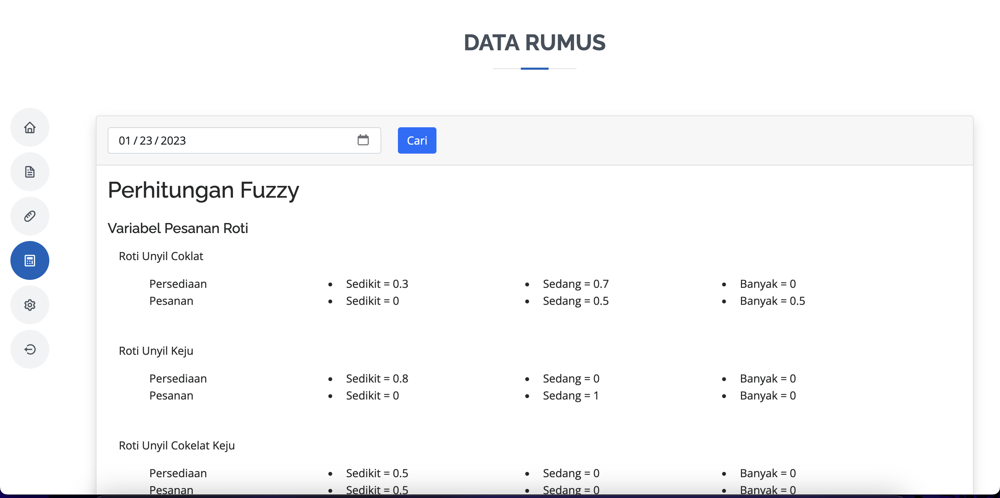 DATA RUMUS
01/23/2023 Cari
Perhitungan Fuzzy
Variabel Pesanan Roti
Roti Unyil Coklat
Persediaan • Sedikit = 0.3 • Sedang = 0.7 • Banyak = 0
Pesanan • Sedikit = 0 • Sedang = 0.5 • Banyak = 0.5
Roti Unyil Keju
Persediaan • Sedikit = 0.8 • Sedang = 0 • Banyak = 0
Pesanan • Sedikit = 0 • Sedang = 1 • Banyak = 0
Roti Unyil Cokelat Keju
Persediaan • Sedikit = 0.5 • Sedang = 0 • Banyak = 0
Pesanan • Sedikit = 0.5 • Sedang = 0 • Banyak = 0